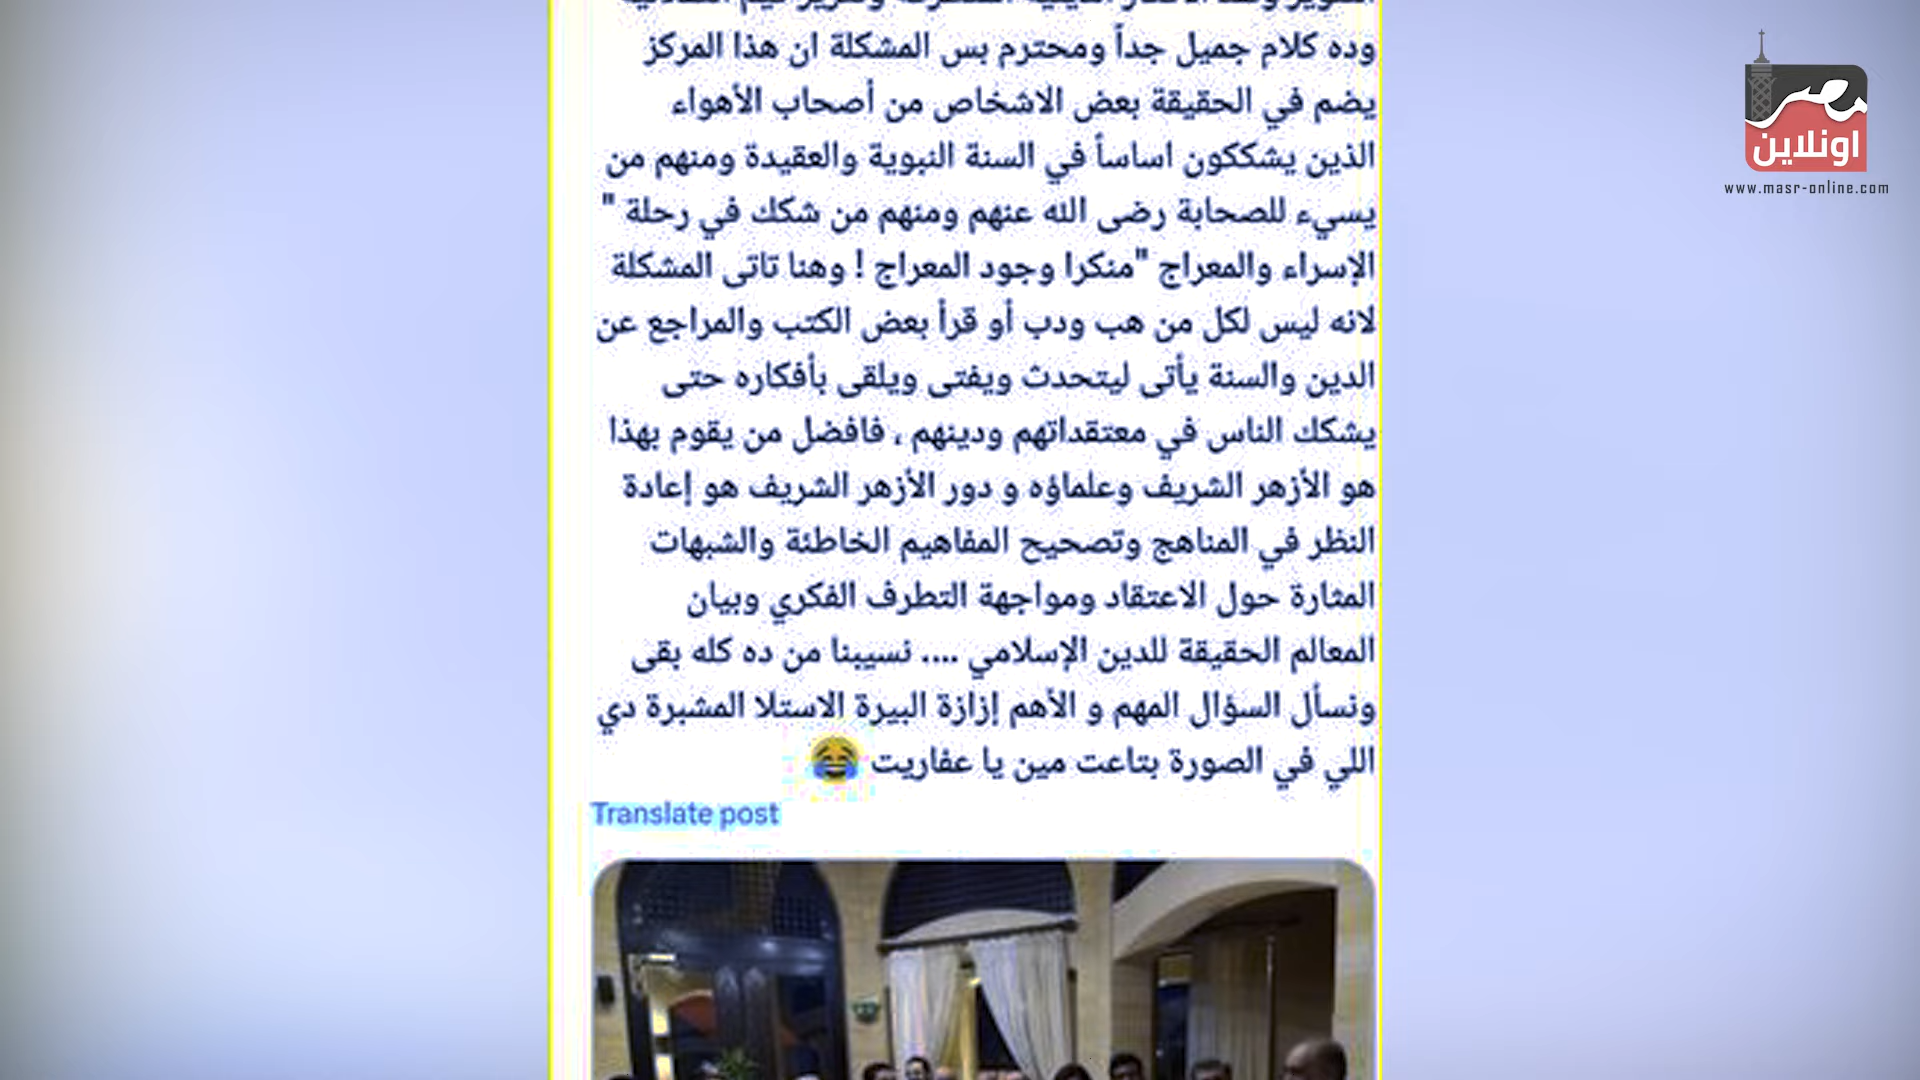 وده كلام جميل جداً ومحترم بس المشكلة ان هذا المركز
يضم في الحقيقة بعض الاشخاص من أصحاب الأهواء
الذين يشككون اساساً في السنة النبوية والعقيدة ومنهم من
يسيء للصحابة رضى الله عنهم ومنهم من شكك في رحلة "
الإسراء والمعراج "منكرا وجود المعراج ! وهنا تاتى المشكلة
لانه ليس لكل من هب ودب أو قرأ بعض الكتب والمراجع عن
الدين والسنة يأتى ليتحدث ويفتى ويلقى بأفكاره حتى
يشكك الناس في معتقداتهم ودينهم ، فافضل من يقوم بهذا
هو الأزهر الشريف وعلماؤه و دور الأزهر الشريف هو إعادة
النظر في المناهج وتصحيح المفاهيم الخاطئة والشبهات
المثارة حول الاعتقاد ومواجهة التطرف الفكري وبيان
المعالم الحقيقة للدين الإسلامي .... نسيبنا من ده كله بقى
ونسأل السؤال المهم و الأهم إزازة البيرة الاستلا المشبرة دي
اللي في الصورة بتاعت مين يا عفاريت 😂
Translate post
مصر
اونلاين
www.masr-online.com